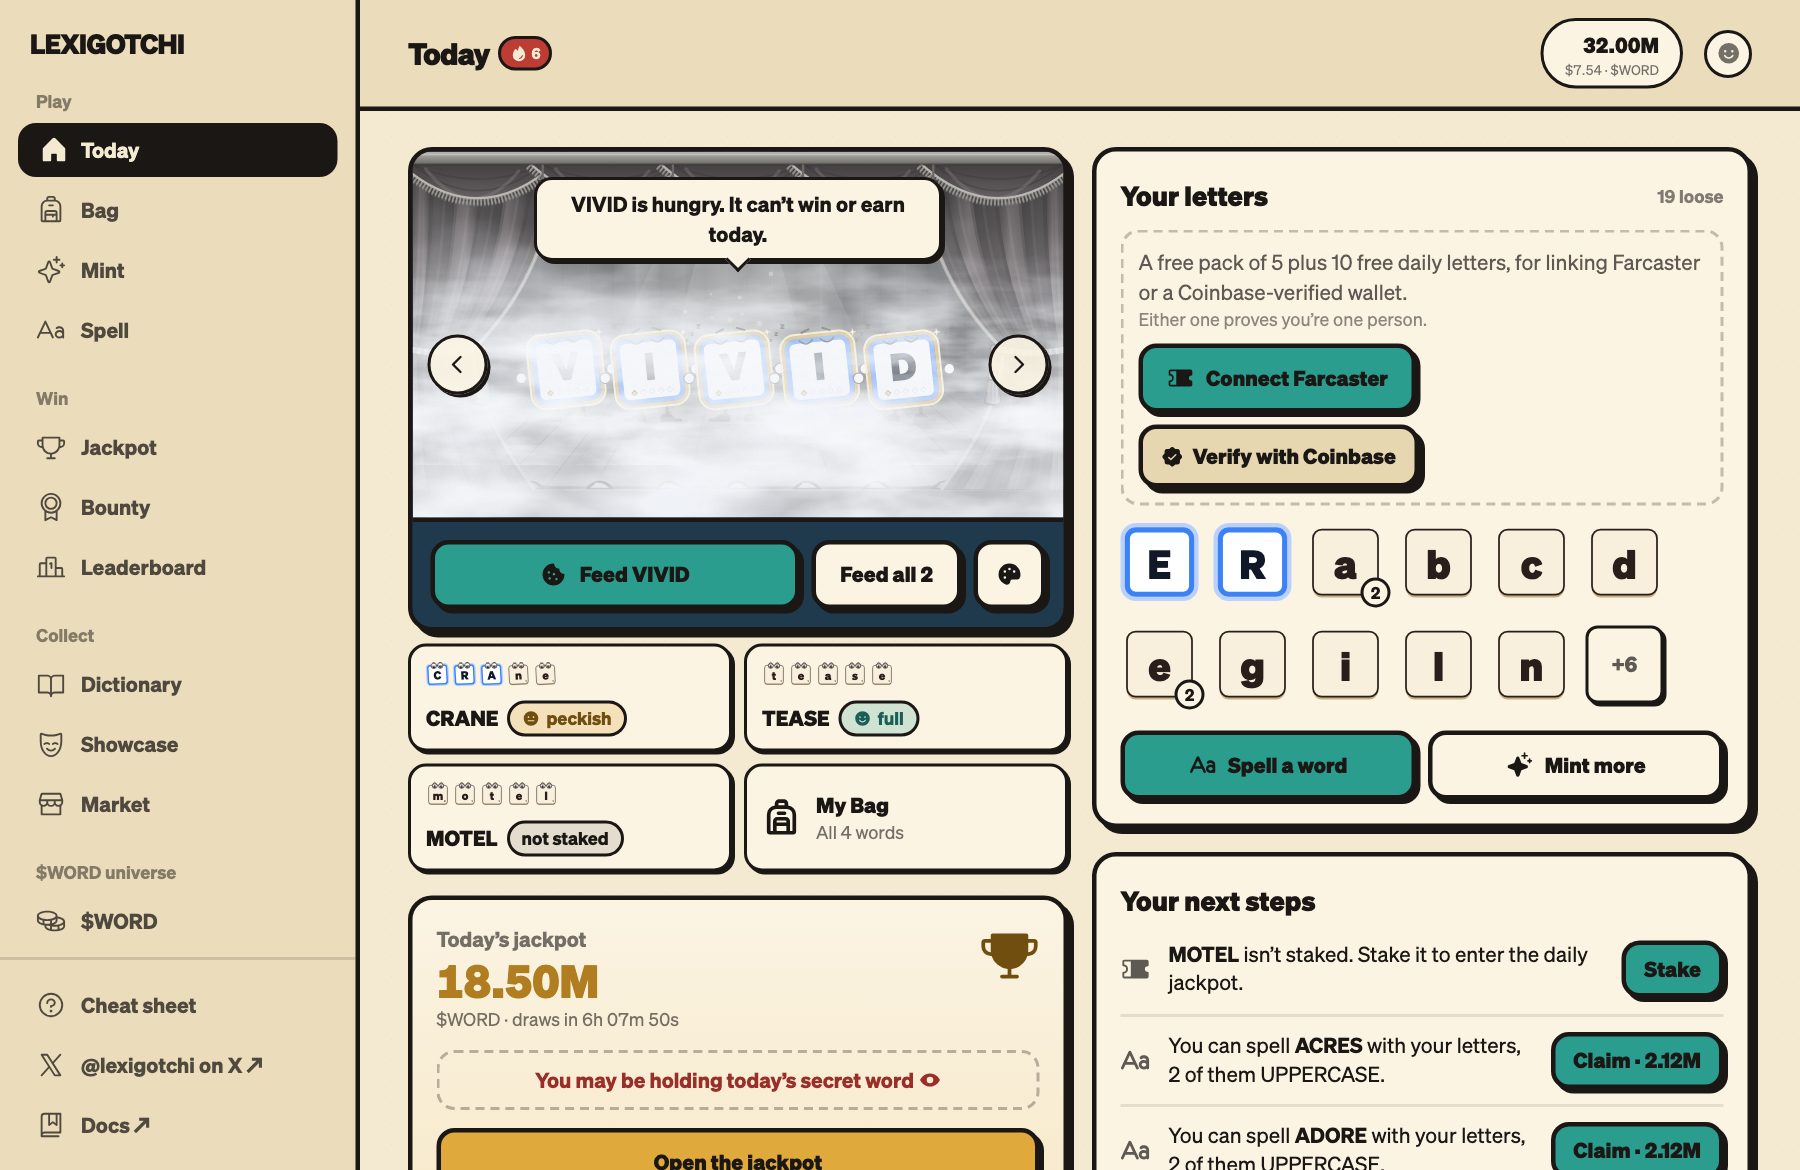 LEXIGOTCHI
Play
Today
Bag
Mint
Aa Spell
Win
Jackpot
Bounty
Leaderboard
Collect
Dictionary
Showcase
Market
$WORD universe
$WORD
Cheat sheet
@lexigotchi on X
Docs
Today 6
32.00M
$7.54 · $WORD
VIVID is hungry. It can't win or earn
today.
V I V I D
Feed VIVID
Feed all 2
C R A n e
CRANE peckish
t e a s e
TEASE full
m o t e l
MOTEL not staked
My Bag
All 4 words
Today's jackpot
18.50M
$WORD · draws in 6h 07m 50s
You may be holding today's secret word
Open the jackpot
Your letters
19 loose
A free pack of 5 plus 10 free daily letters, for linking Farcaster
or a Coinbase-verified wallet.
Either one proves you're one person.
Connect Farcaster
Verify with Coinbase
E R a 2 b c d
e 2 g i l n +6
Aa Spell a word
Mint more
Your next steps
MOTEL isn't staked. Stake it to enter the daily
jackpot.
Stake
Aa You can spell ACRES with your letters,
2 of them UPPERCASE.
Claim · 2.12M
Aa You can spell ADORE with your letters,
2 of them UPPERCASE.
Claim · 2.12M